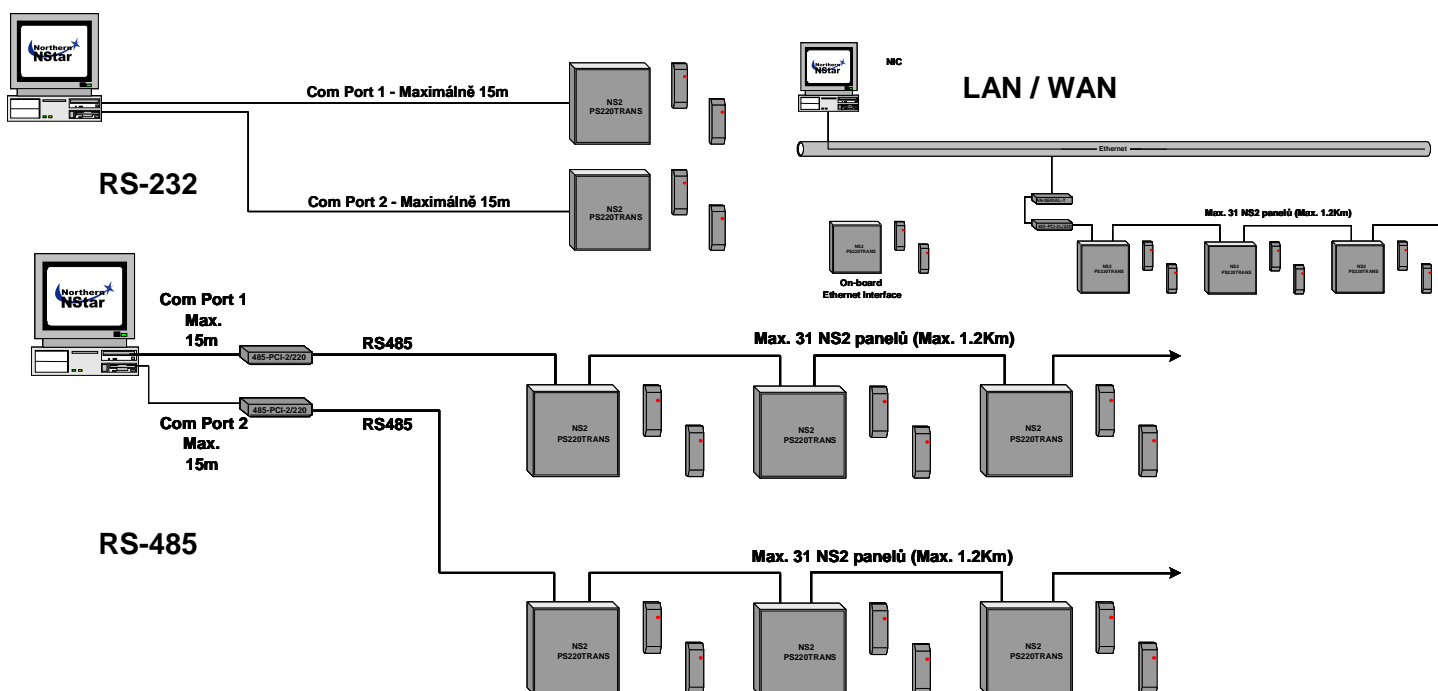 Northern
NStar
Com Port 1 - Maximálně 15m
NS2
PS220TRANS
RS-232
Com Port 2 - Maximálně 15m
NS2
PS220TRANS
Northern
NStar
NIC
LAN / WAN
Ethernet
Max. 31 NS2 panelů (Max. 1.2Km)
NS2
PS220TRANS
On-board
Ethernet Interface
NS2
PS220TRANS
NS2
PS220TRANS
NS2
PS220TRANS
Northern
NStar
Com Port 1
Max.
15m
485-PCI-2/220
RS485
Max. 31 NS2 panelů (Max. 1.2Km)
NS2
PS220TRANS
NS2
PS220TRANS
NS2
PS220TRANS
485-PCI-2/220
Com Port 2
Max.
15m
RS485
RS-485
Max. 31 NS2 panelů (Max. 1.2Km)
NS2
PS220TRANS
NS2
PS220TRANS
NS2
PS220TRANS